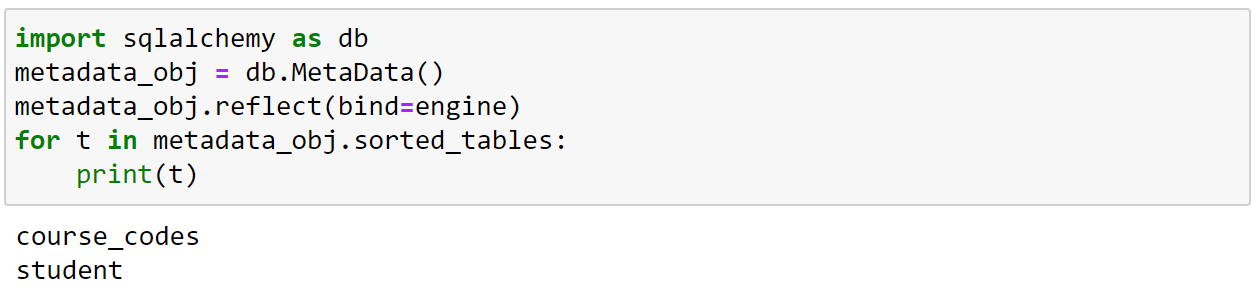 import sqlalchemy as db
metadata_obj = db.MetaData()
metadata_obj.reflect(bind=engine)
for t in metadata_obj.sorted_tables:
    print(t)
course_codes
student